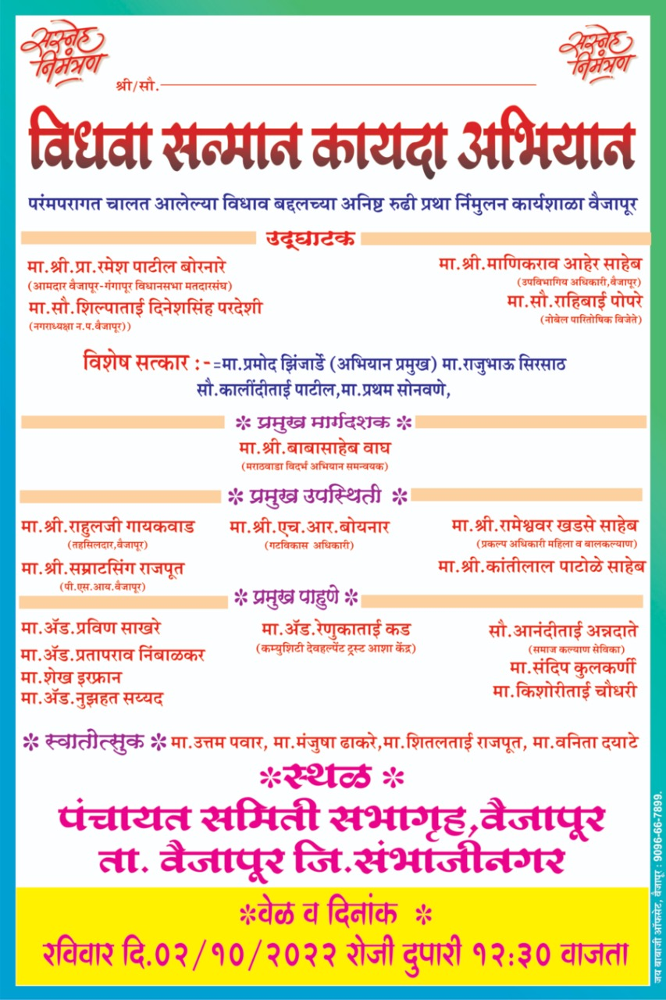 सस्नेह निमंत्रण
सस्नेह निमंत्रण
श्री/सौ.
विधवा सन्मान कायदा अभियान
परंमपरागत चालत आलेल्या विधाव बद्दलच्या अनिष्ट रुढी प्रथा र्निमुलन कार्यशाळा वैजापूर
उद्घाटक
मा.श्री.प्रा.रमेश पाटील बोरनारे
(आमदार वैजापूर-गंगापूर विधानसभा मतदारसंघ)
मा.सौ.शिल्पाताई दिनेशसिंह परदेशी
(नगराध्यक्षा न.प.वैजापूर))
मा.श्री.माणिकराव आहेर साहेब
(उपविभागिय अधिकारी,वैजापूर)
मा.सौ.राहिबाई पोपरे
(नोबेल पारितोषिक विजेते)
विशेष सत्कार :-=मा.प्रमोद झिंजार्डे (अभियान प्रमुख) मा.राजुभाऊ सिरसाठ
सौ.कालींदीताई पाटील,मा.प्रथम सोनवणे,
* प्रमुख मार्गदशक *
मा.श्री.बाबासाहेब वाघ
(मराठवाडा विदर्भ अभियान समन्वयक)
* प्रमुख उपस्थिती *
मा.श्री.राहुलजी गायकवाड
(तहसिलदार,वैजापूर)
मा.श्री.सम्राटसिंग राजपूत
(पी.एस.आय.वैजापूर)
मा.श्री.एच.आर.बोयनार
(गटविकास अधिकारी)
मा.श्री.रामेश्वर खडसे साहेब
(प्रकल्प अधिकारी महिला व बालकल्याण)
मा.श्री.कांतीलाल पाटोळे साहेब
* प्रमुख पाहुणे *
मा.ॲड.प्रविण साखरे
मा.ॲड.प्रतापराव निंबाळकर
मा.शेख इरफ्रान
मा.ॲड.नुझहत सय्यद
मा.ॲड.रेणुकाताई कड
(कम्युशिटी देवहल्पेंट ट्रस्ट आशा केंद्र)
सौ.आनंदीताई अन्नदाते
(समाज कल्याण सेविका)
मा.संदिप कुलकर्णी
मा.किशोरीताई चौधरी
* स्वातोत्सुक * मा.उत्तम पवार, मा.मंजुषा ढाकरे,मा.शितलताई राजपूत, मा.वनिता दयाटे
*स्थळ *
पंचायत समिती सभागृह,वैजापूर
ता. वैजापूर जि.संभाजीनगर
*वेळ व दिनांक *
रविवार दि.०२/१०/२०२२ रोजी दुपारी १२:३० वाजता
जय बाबाजी ऑफसेट, वैजापूर : 9096-66-7899.